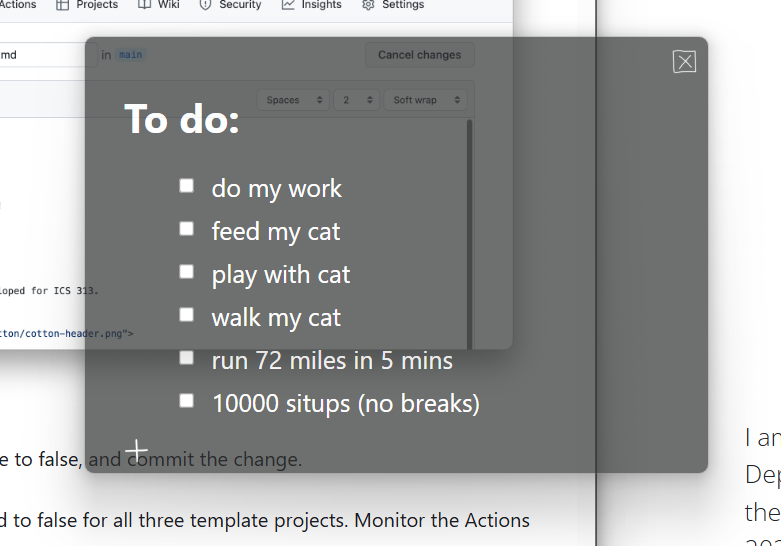 Actions Projects Wiki Security Insights Settings
md in main Cancel changes
Spaces 2 Soft wrap
To do:
do my work
feed my cat
play with cat
walk my cat
run 72 miles in 5 mins
10000 situps (no breaks)
loped for ICS 313.
tton/cotton-header.png">
e to false, and commit the change.
d to false for all three template projects. Monitor the Actions
I am
Dep
the